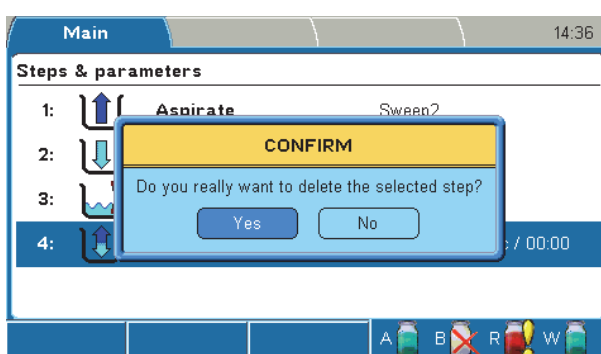 Main 14:36
Steps & parameters
1: Aspirate Sweep2
2:
CONFIRM
Do you really want to delete the selected step?
3:
Yes No
4: / 00:00
A B R W